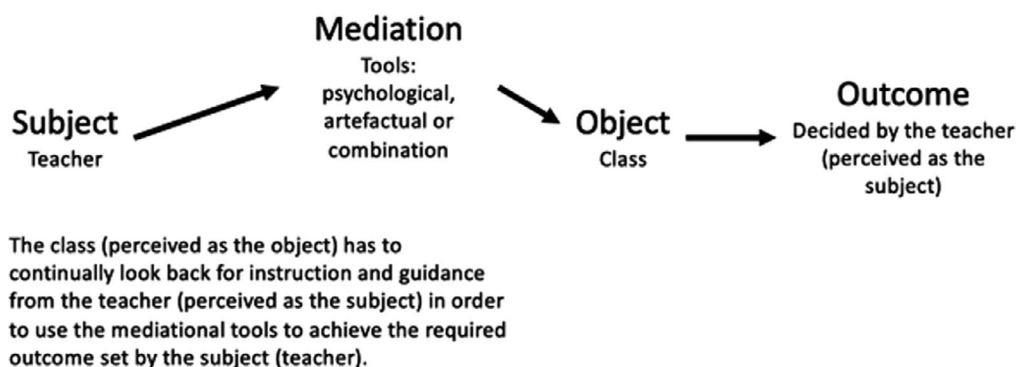 Mediation
Tools:
psychological,
artefactual or
combination
Subject
Teacher
Object
Class
Outcome
Decided by the teacher
(perceived as the
subject)
The class (perceived as the object) has to
continually look back for instruction and guidance
from the teacher (perceived as the subject) in order
to use the mediational tools to achieve the required
outcome set by the subject (teacher).